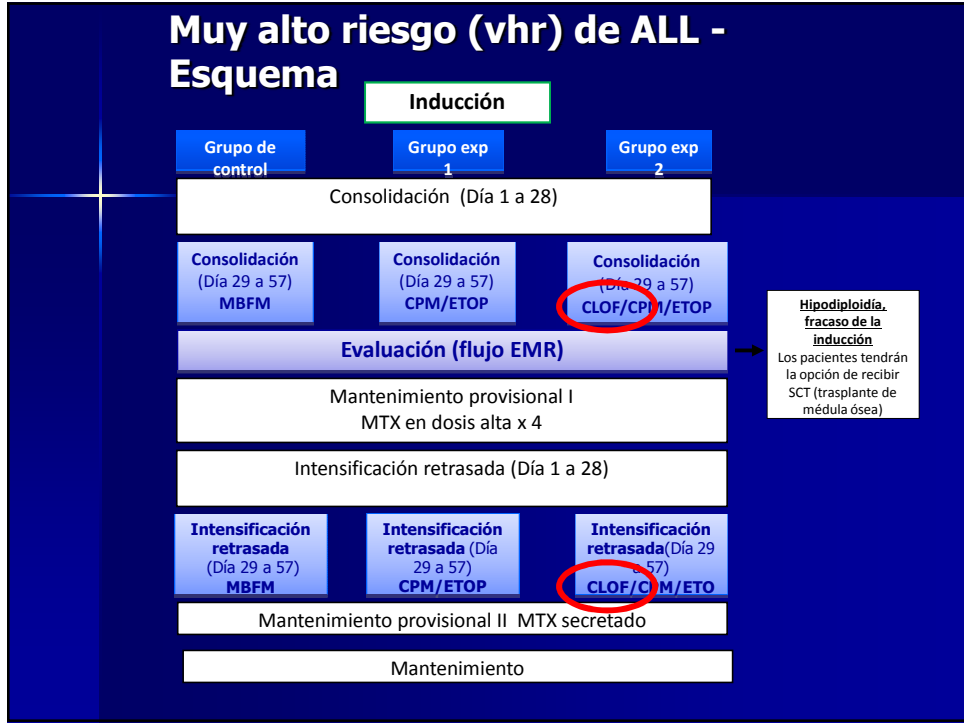 Muy alto riesgo (vhr) de ALL -
Esquema
Inducción
Grupo de
control
Grupo exp
1
Grupo exp
2
Consolidación (Día 1 a 28)
Consolidación
(Día 29 a 57)
MBFM
Consolidación
(Día 29 a 57)
CPM/ETOP
Consolidación
(Día 29 a 57)
CLOF/CPM/ETOP
Evaluación (flujo EMR)
Hipodiploidía,
fracaso de la
inducción
Los pacientes tendrán
la opción de recibir
SCT (trasplante de
médula ósea)
Mantenimiento provisional I
MTX en dosis alta x 4
Intensificación retrasada (Día 1 a 28)
Intensificación
retrasada
(Día 29 a 57)
MBFM
Intensificación
retrasada (Día
29 a 57)
CPM/ETOP
Intensificación
retrasada(Día 29
a 57)
CLOF/CPM/ETO
Mantenimiento provisional II MTX secretado
Mantenimiento